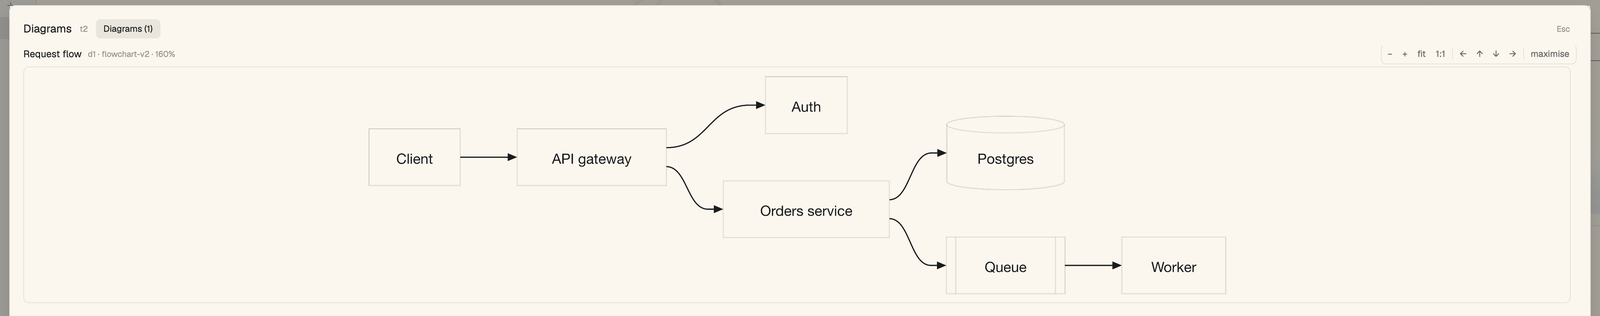 Diagrams t2 Diagrams (1) Esc
Request flow d1 · flowchart-v2 · 160% − + fit 1:1 ← ↑ ↓ → maximise
Auth
Client
API gateway
Postgres
Orders service
Queue
Worker